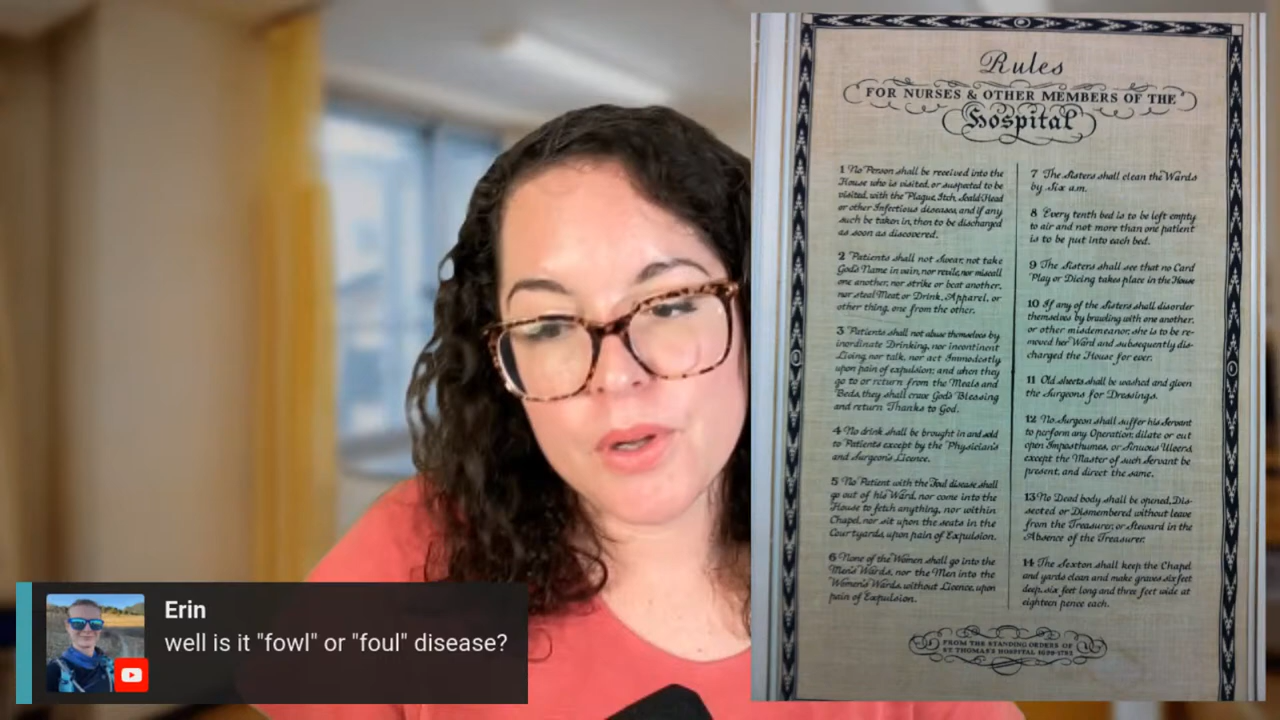 Rules
FOR NURSES & OTHER MEMBERS OF THE
Hospital
1 No Person shall be received into the
House who is visited, or suspected to be
visited, with the Plague, Itch, Scald Head
or other Infectious diseases, and if any
such be taken in, then to be discharged
as soon as discovered.
2 Patients shall not Swear, not take
God's Name in vain, nor revile, nor miscall
one another, nor strike or beat another,
nor steal Meat or Drink, Apparel, or
other thing, one from the other.
3 Patients shall not abuse themselves by
inordinate Drinking, nor incontinent
Living, nor talk, nor act Immodestly
upon pain of expulsion; and when they
go to or return from the Meals and
Beds, they shall crave God's Blessing
and return Thanks to God.
4 No drink shall be brought in and sold
to Patients except by the Physician's
and Surgeon's Licence.
5 No Patient with the Foul disease shall
go out of his Ward, nor come into the
House to fetch anything, nor within
Chapel, nor sit upon the seats in the
Courtyards, upon pain of Expulsion.
6 None of the Women shall go into the
Men's Wards, nor the Men into the
Women's Wards, without Licence, upon
pain of Expulsion.
7 The Sisters shall clean the Wards
by Six a.m.
8 Every tenth bed is to be left empty
to air and not more than one patient
is to be put into each bed.
9 The Sisters shall see that no Card
Play or Dicing takes place in the House
10 If any of the Sisters shall disorder
themselves by brawling with one another,
or other misdemeanor, she is to be re-
moved her Ward and subsequently dis-
charged the House for ever.
11 Old sheets shall be washed and given
the Surgeons for Dressings.
12 No Surgeon shall suffer his Servant
to perform any Operation; dilate or cut
open Imposthumes, or Sinuous Ulcers,
except the Master of such Servant be
present, and direct the same.
13 No Dead body shall be opened, Dis-
sected or Dismembered without leave
from the Treasurer, or Steward in the
Absence of the Treasurer.
14 The Sexton shall keep the Chapel
and yards clean and make graves six feet
deep, six feet long and three feet wide at
eighteen pence each.
FROM THE STANDING ORDERS OF
ST THOMAS'S HOSPITAL
Erin
well is it "fowl" or "foul" disease?